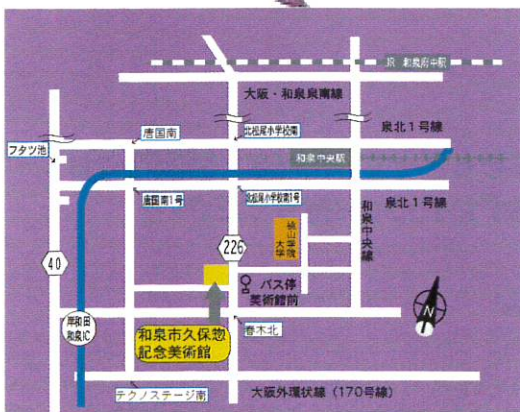 JR 和泉府中駅
大阪・和泉泉南線
唐国南
北松尾小学校南
泉北1号線
フタツ池
和泉中央駅
唐国南1号
北松尾小学校南1号
泉北1号線
和泉中央線
桃山学院
大学
226
40
バス停
美術館前
N
岸和田
和泉IC
和泉市久保惣
記念美術館
春木北
テクノステージ南
大阪外環状線(170号線)